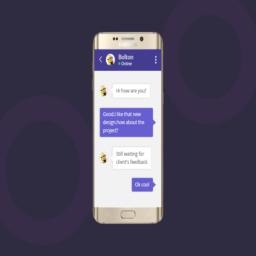 Bolton
Online
Hi how are you?
Good.I like that new
design.how about the
project?
Still waiting for
client's feedback
Ok cool